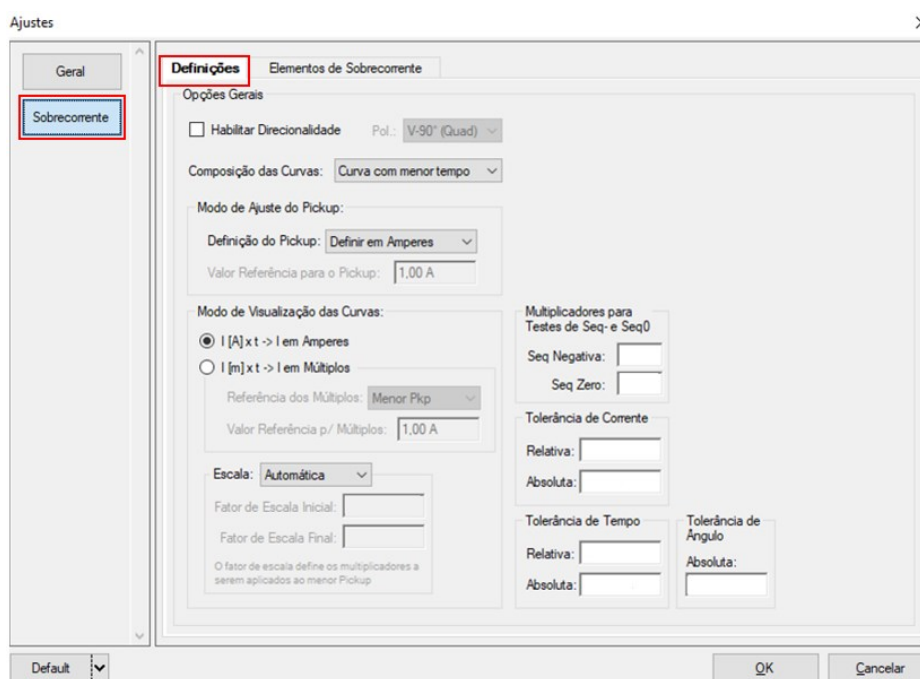 Ajustes
Geral
Sobrecorrente
Definições
Elementos de Sobrecorrente
Opções Gerais
Habilitar Direcionalidade
Pol.:
V-90° (Quad)
Composição das Curvas:
Curva com menor tempo
Modo de Ajuste do Pickup:
Definição do Pickup:
Definir em Amperes
Valor Referência para o Pickup:
1,00 A
Modo de Visualização das Curvas:
I [A] x t -> I em Amperes
I [m] x t -> I em Múltiplos
Referência dos Múltiplos:
Menor Pkp
Valor Referência p/ Múltiplos:
1,00 A
Escala:
Automática
Fator de Escala Inicial:
Fator de Escala Final:
O fator de escala define os multiplicadores a
serem aplicados ao menor Pickup
Multiplicadores para
Testes de Seq- e Seq0
Seq Negativa:
Seq Zero:
Tolerância de Corrente
Relativa:
Absoluta:
Tolerância de Tempo
Relativa:
Absoluta:
Tolerância de
Ângulo
Absoluta:
Default
OK
Cancelar